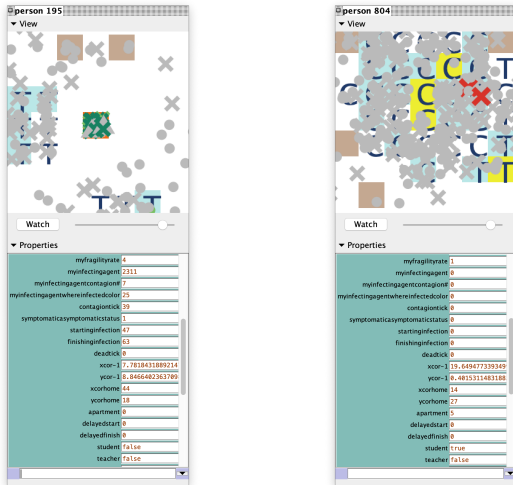 person 195
View
Watch
Properties
myfragilityrate 4
myinfectingagent 2311
myinfectingagentcontagion# 7
myinfectingagentwhereinfectedcolor 25
contagiontick 39
symptomaticasymptomaticstatus 1
startinginfection 47
finishinginfection 63
deadtick 0
xcor-1 7.7818431889214
ycor-1 8.8466402363709
xcorhome 44
ycorhome 18
apartment 0
delayedstart 0
delayedfinish 0
student false
teacher false
person 804
View
Watch
Properties
myfragilityrate 1
myinfectingagent 0
myinfectingagentcontagion# 0
myinfectingagentwhereinfectedcolor 0
contagiontick 0
symptomaticasymptomaticstatus 0
startinginfection 0
finishinginfection 0
deadtick 0
xcor-1 19.649477339349
ycor-1 0.4015311483188
xcorhome 14
ycorhome 27
apartment 5
delayedstart 0
delayedfinish 0
student true
teacher false